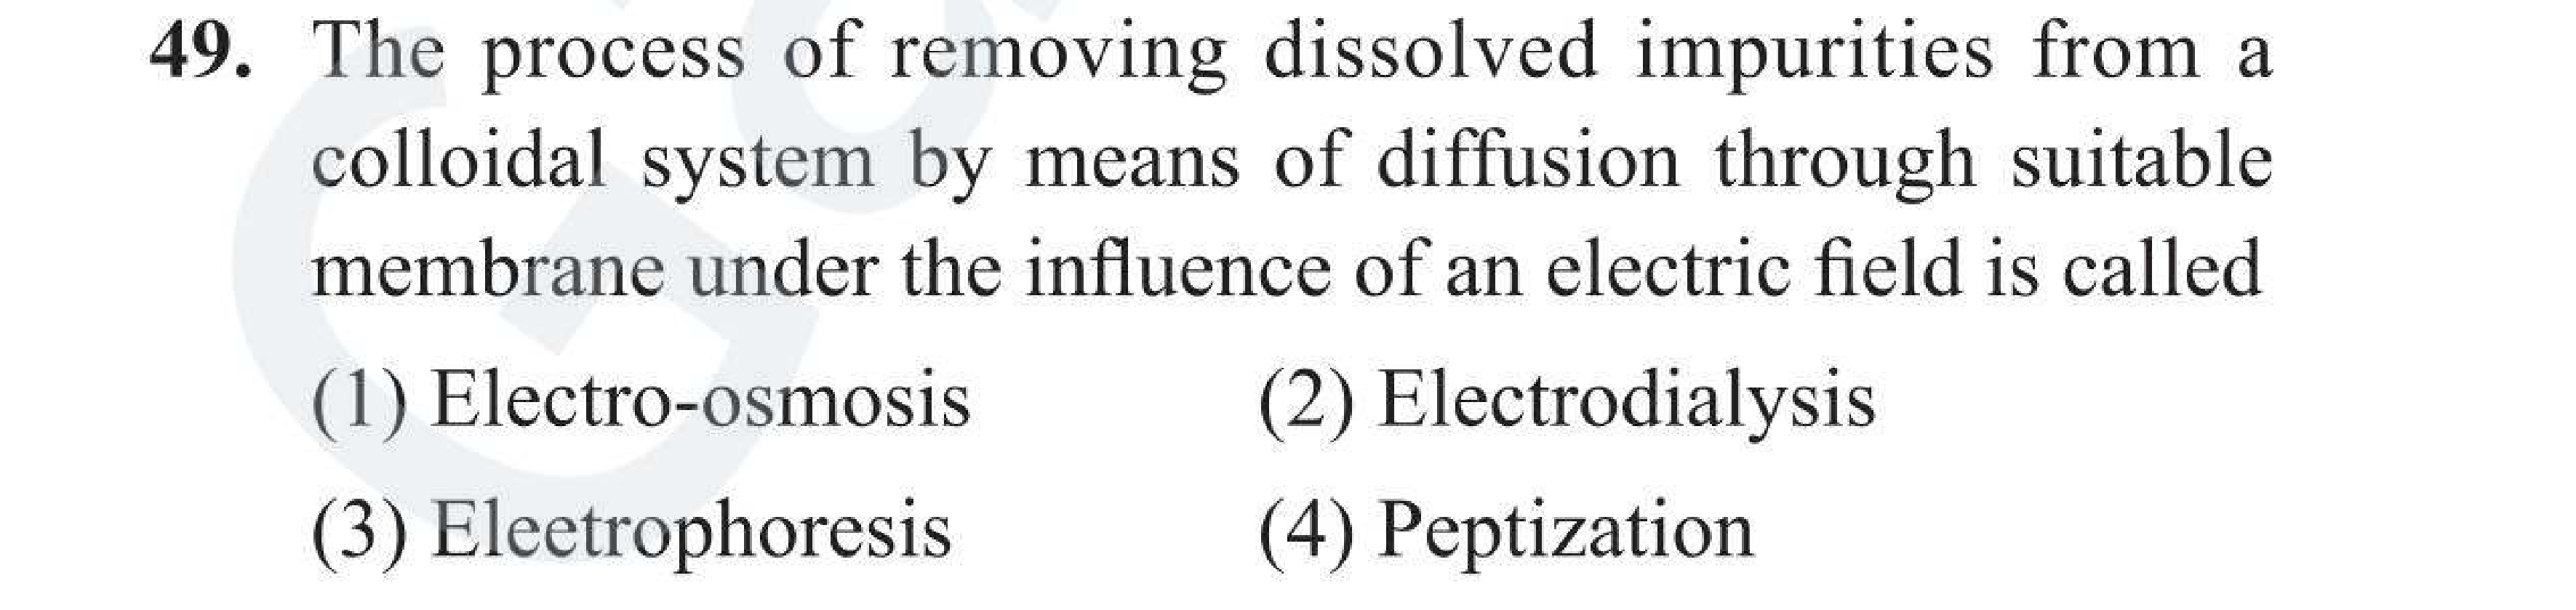 49. The process of removing dissolved impurities from a
colloidal system by means of diffusion through suitable
membrane under the influence of an electric field is called
(1) Electro-osmosis (2) Electrodialysis
(3) Eleetrophoresis (4) Peptization